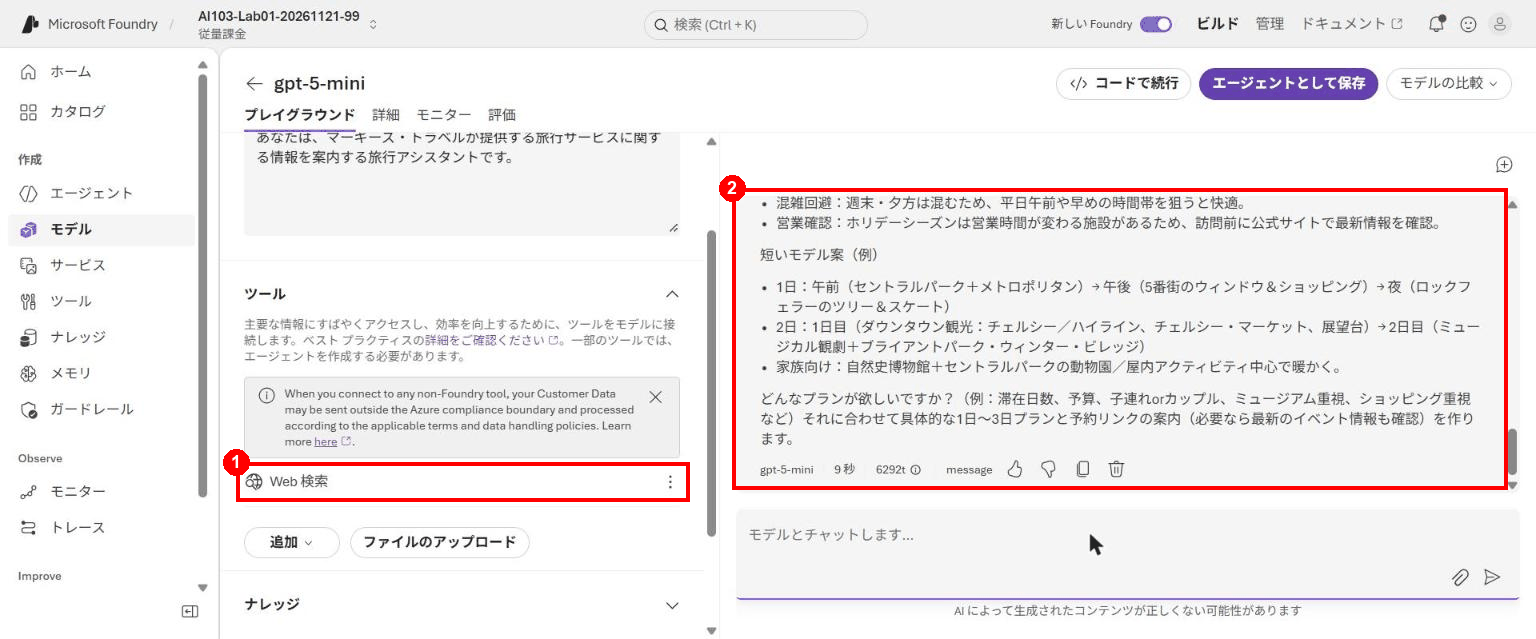 Microsoft Foundry
/
AI103-Lab01-20261121-99
従量課金
検索 (Ctrl + K)
新しい Foundry
ビルド
管理
ドキュメント
ホーム
カタログ
作成
エージェント
モデル
サービス
ツール
ナレッジ
メモリ
ガードレール
Observe
モニター
トレース
Improve
gpt-5-mini
コードで続行
エージェントとして保存
モデルの比較
プレイグラウンド
詳細
モニター
評価
あなたは、マーキース・トラベルが提供する旅行サービスに関す
る情報を案内する旅行アシスタントです。
ツール
主要な情報にすばやくアクセスし、効率を向上するために、ツールをモデルに接
続します。ベスト プラクティスの詳細をご確認ください。一部のツールでは、
エージェントを作成する必要があります。
When you connect to any non-Foundry tool, your Customer Data
may be sent outside the Azure compliance boundary and processed
according to the applicable terms and data handling policies. Learn
more here.
1
Web 検索
追加
ファイルのアップロード
ナレッジ
2
• 混雑回避：週末・夕方は混むため、平日午前や早めの時間帯を狙うと快適。
• 営業確認：ホリデーシーズンは営業時間が変わる施設があるため、訪問前に公式サイトで最新情報を確認。
短いモデル案（例）
• 1日：午前（セントラルパーク＋メトロポリタン）→午後（5番街のウィンドウ＆ショッピング）→夜（ロックフ
ェラーのツリー＆スケート）
• 2日：1日目（ダウンタウン観光：チェルシー／ハイライン、チェルシー・マーケット、展望台）→2日目（ミュー
ジカル観劇＋ブライアントパーク・ウィンター・ビレッジ）
• 家族向け：自然史博物館＋セントラルパークの動物園／屋内アクティビティ中心で暖かく。
どんなプランが欲しいですか？（例：滞在日数、予算、子連れorカップル、ミュージアム重視、ショッピング重視
など）それに合わせて具体的な1日〜3日プランと予約リンクの案内（必要なら最新のイベント情報も確認）を作り
ます。
gpt-5-mini
9 秒
6292t
message
モデルとチャットします...
AI によって生成されたコンテンツが正しくない可能性があります